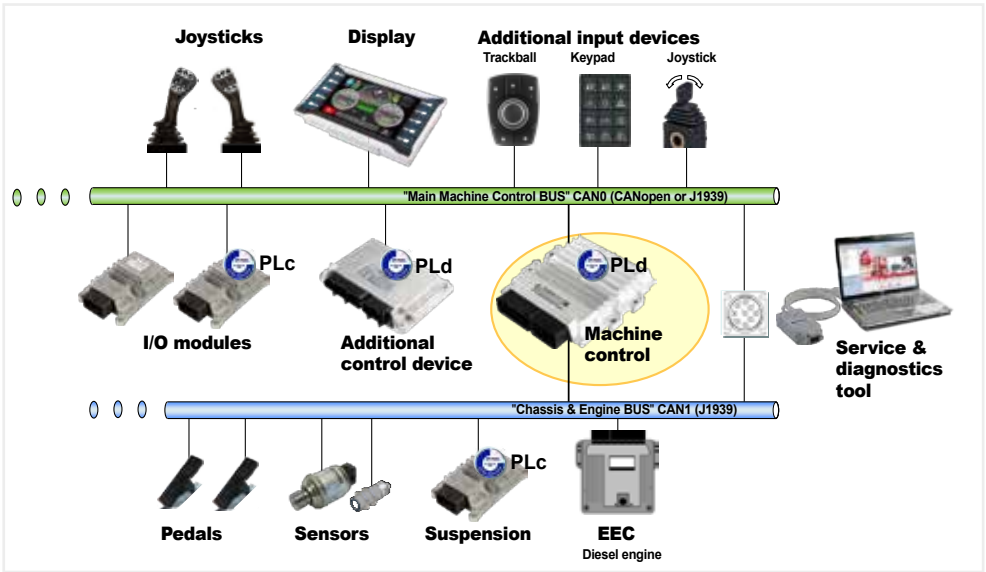 Joysticks
Display
Additional input devices
Trackball
Keypad
Joystick
"Main Machine Control BUS" CAN0 (CANopen or J1939)
PLc
PLd
PLd
I/O modules
Additional
control device
Machine
control
Service &
diagnostics
tool
"Chassis & Engine BUS" CAN1 (J1939)
PLc
Pedals
Sensors
Suspension
EEC
Diesel engine